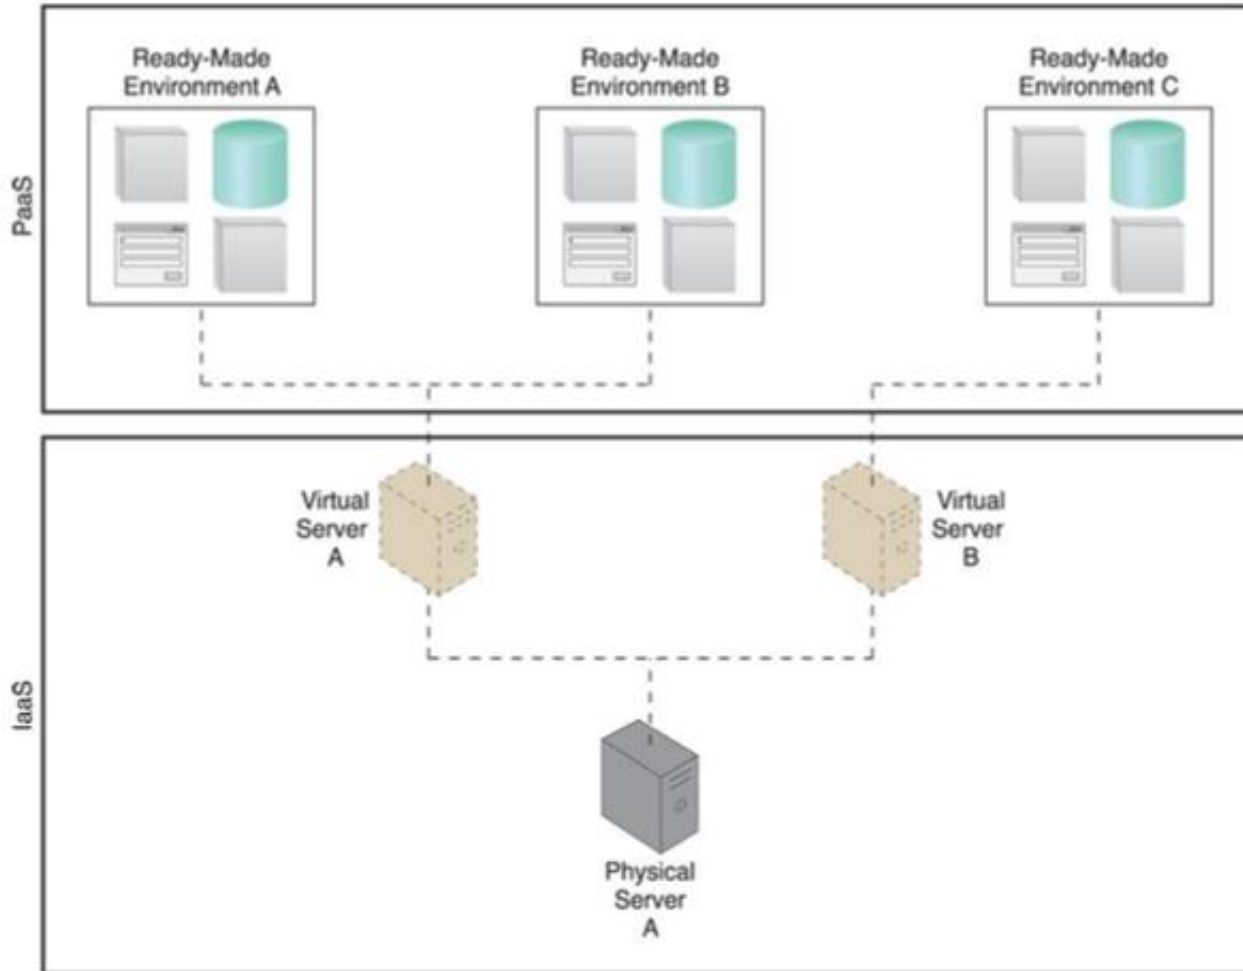 Ready-Made
Environment A
Ready-Made
Environment B
Ready-Made
Environment C
PaaS
Virtual
Server
A
Virtual
Server
B
IaaS
Physical
Server
A